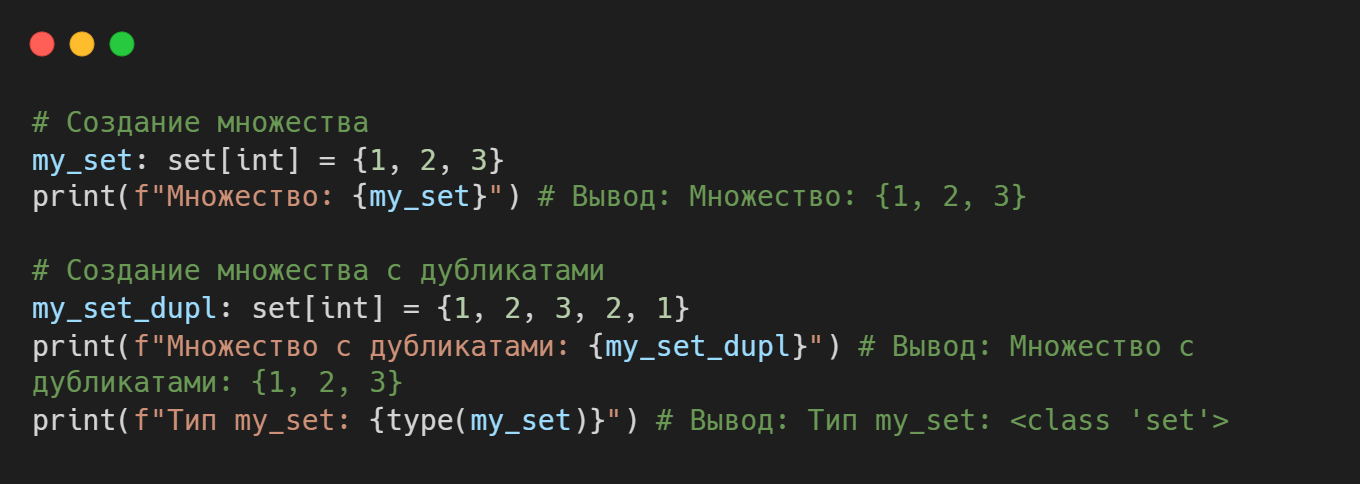 # Создание множества
my_set: set[int] = {1, 2, 3}
print(f"Множество: {my_set}") # Вывод: Множество: {1, 2, 3}
# Создание множества с дубликатами
my_set_dupl: set[int] = {1, 2, 3, 2, 1}
print(f"Множество с дубликатами: {my_set_dupl}") # Вывод: Множество с
дубликатами: {1, 2, 3}
print(f"Тип my_set: {type(my_set)}") # Вывод: Тип my_set: <class 'set'>